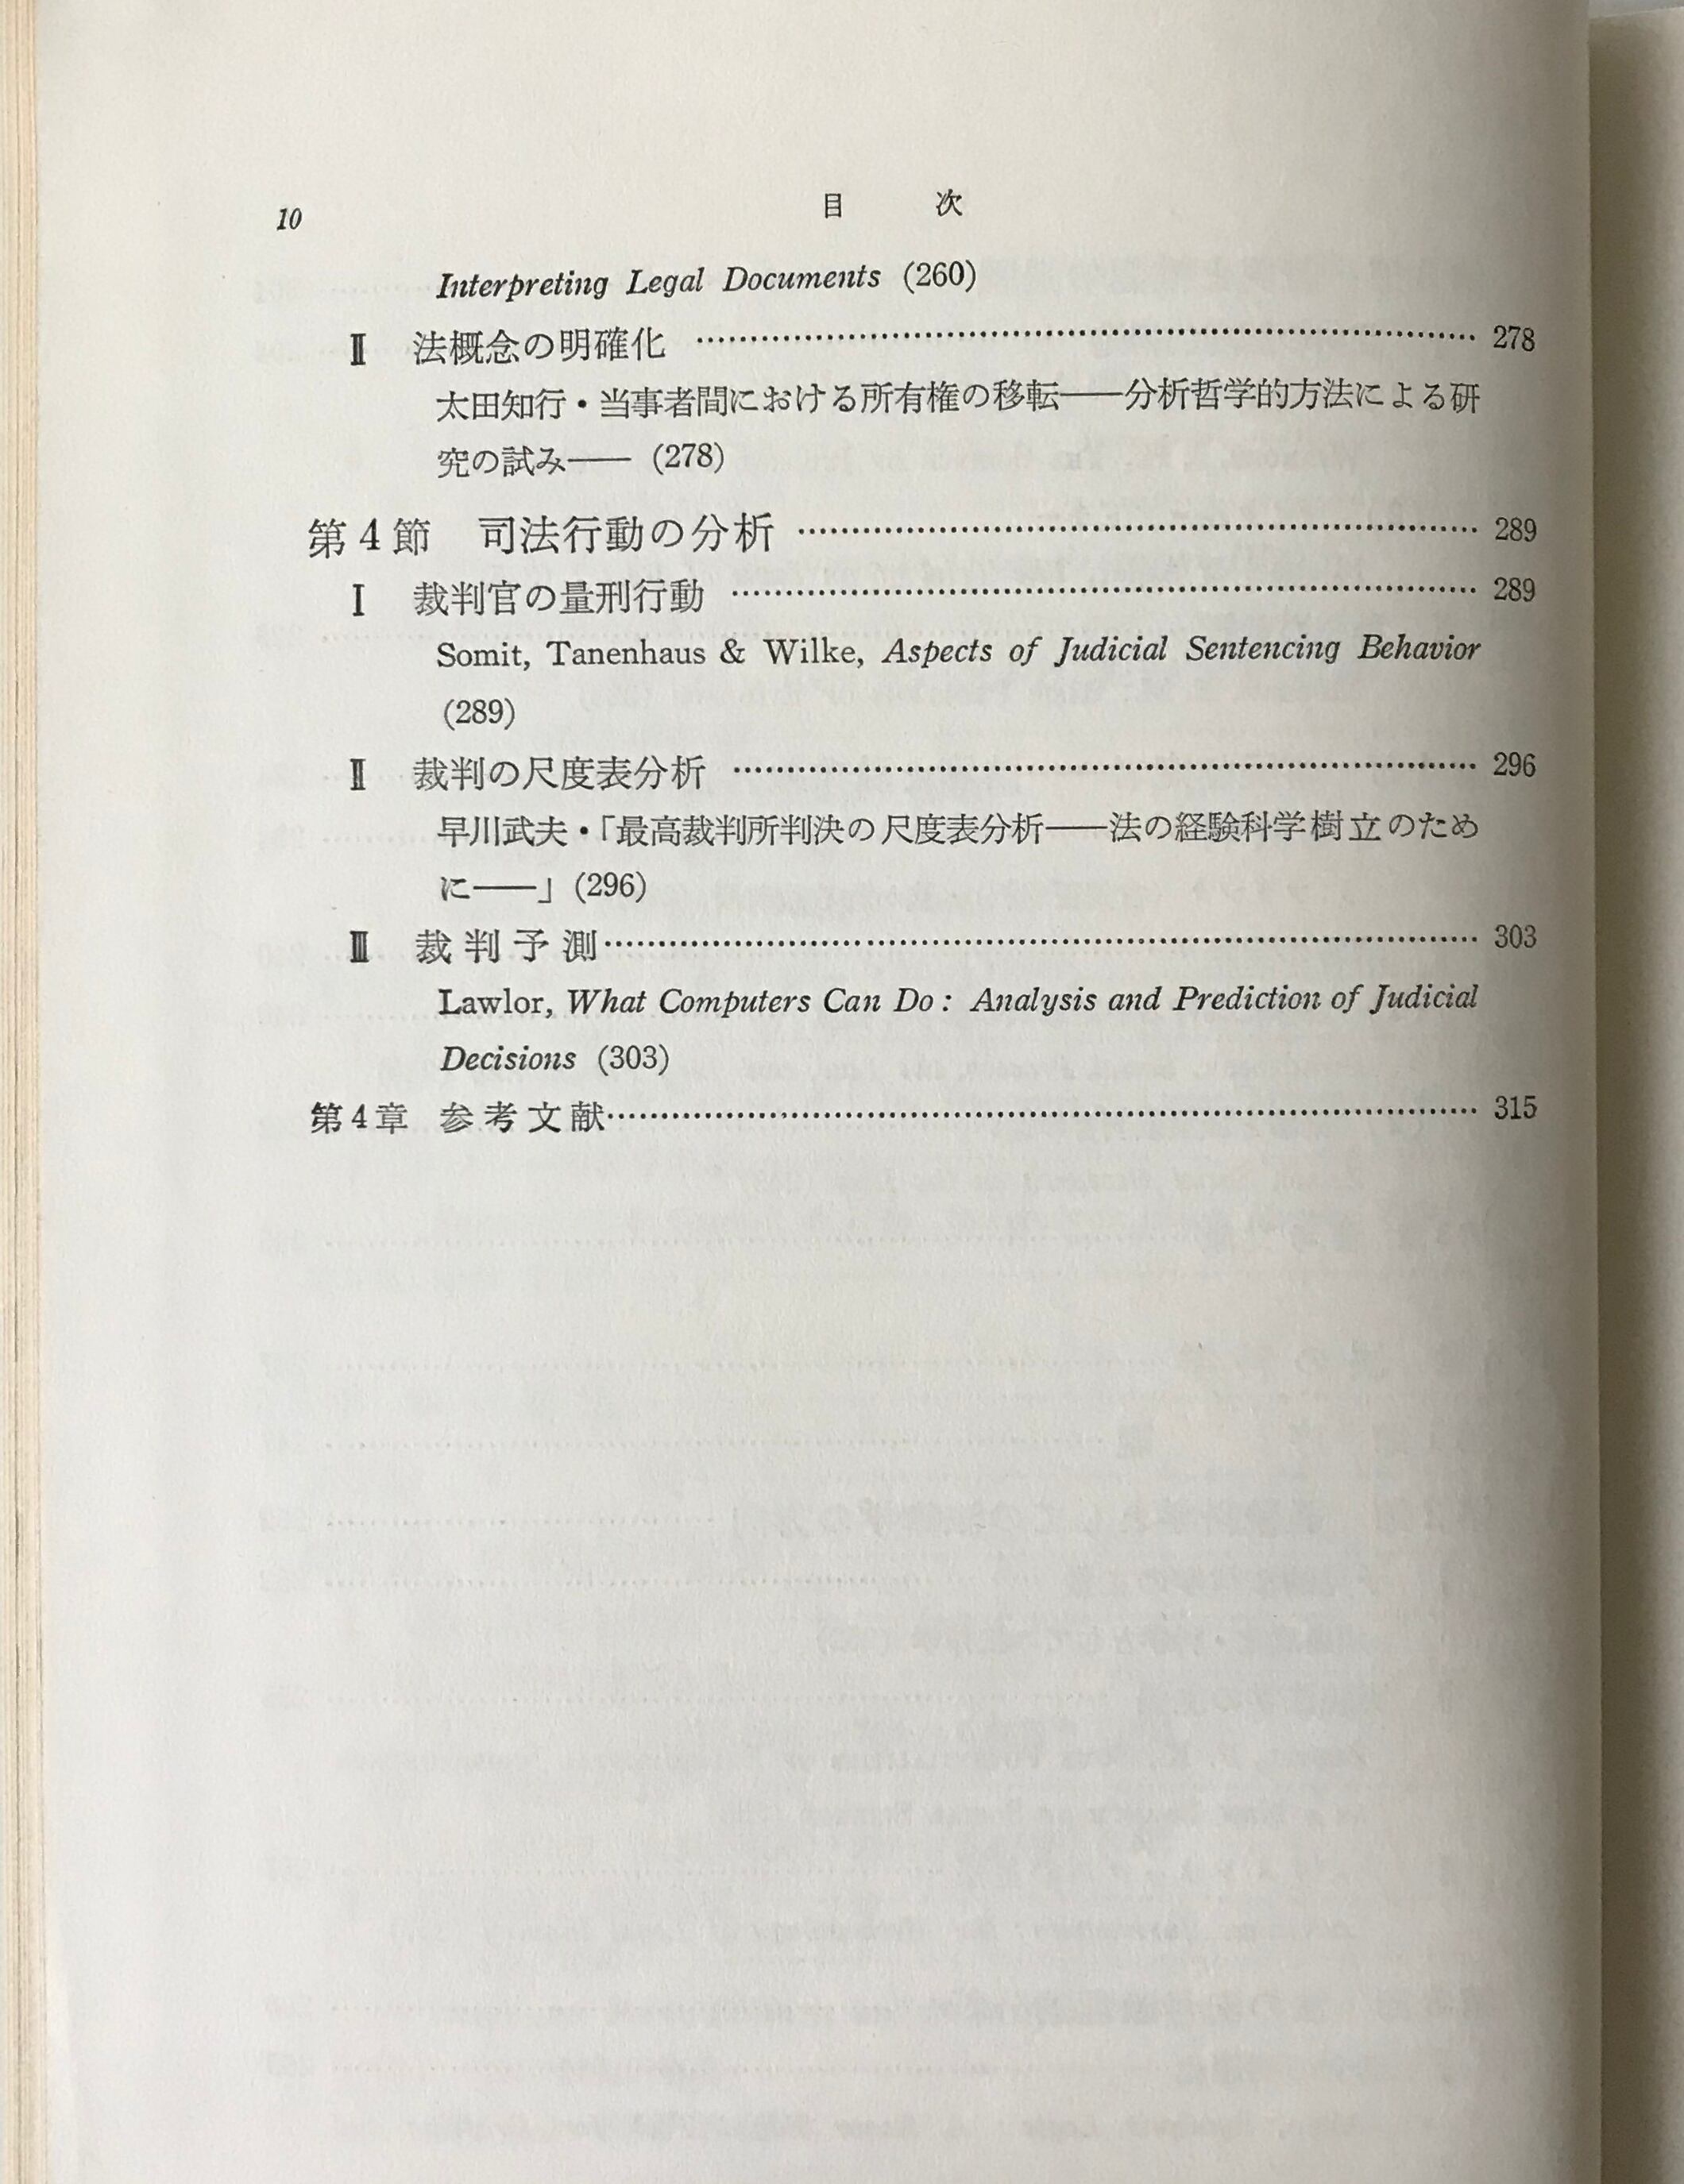 10
目 次
Interpreting Legal Documents (260)
Ⅱ 法概念の明確化 …………………………………………… 278
太田知行・当事者間における所有権の移転——分析哲学的方法による研
究の試み—— (278)
第4節 司法行動の分析 …………………………………………… 289
Ⅰ 裁判官の量刑行動 …………………………………………… 289
Somit, Tanenhaus & Wilke, Aspects of Judicial Sentencing Behavior
(289)
Ⅱ 裁判の尺度表分析 …………………………………………… 296
早川武夫・「最高裁判所判決の尺度表分析——法の経験科学樹立のため
に——」(296)
Ⅲ 裁判予測…………………………………………… 303
Lawlor, What Computers Can Do : Analysis and Prediction of Judicial
Decisions (303)
第4章 参考文献…………………………………………… 315